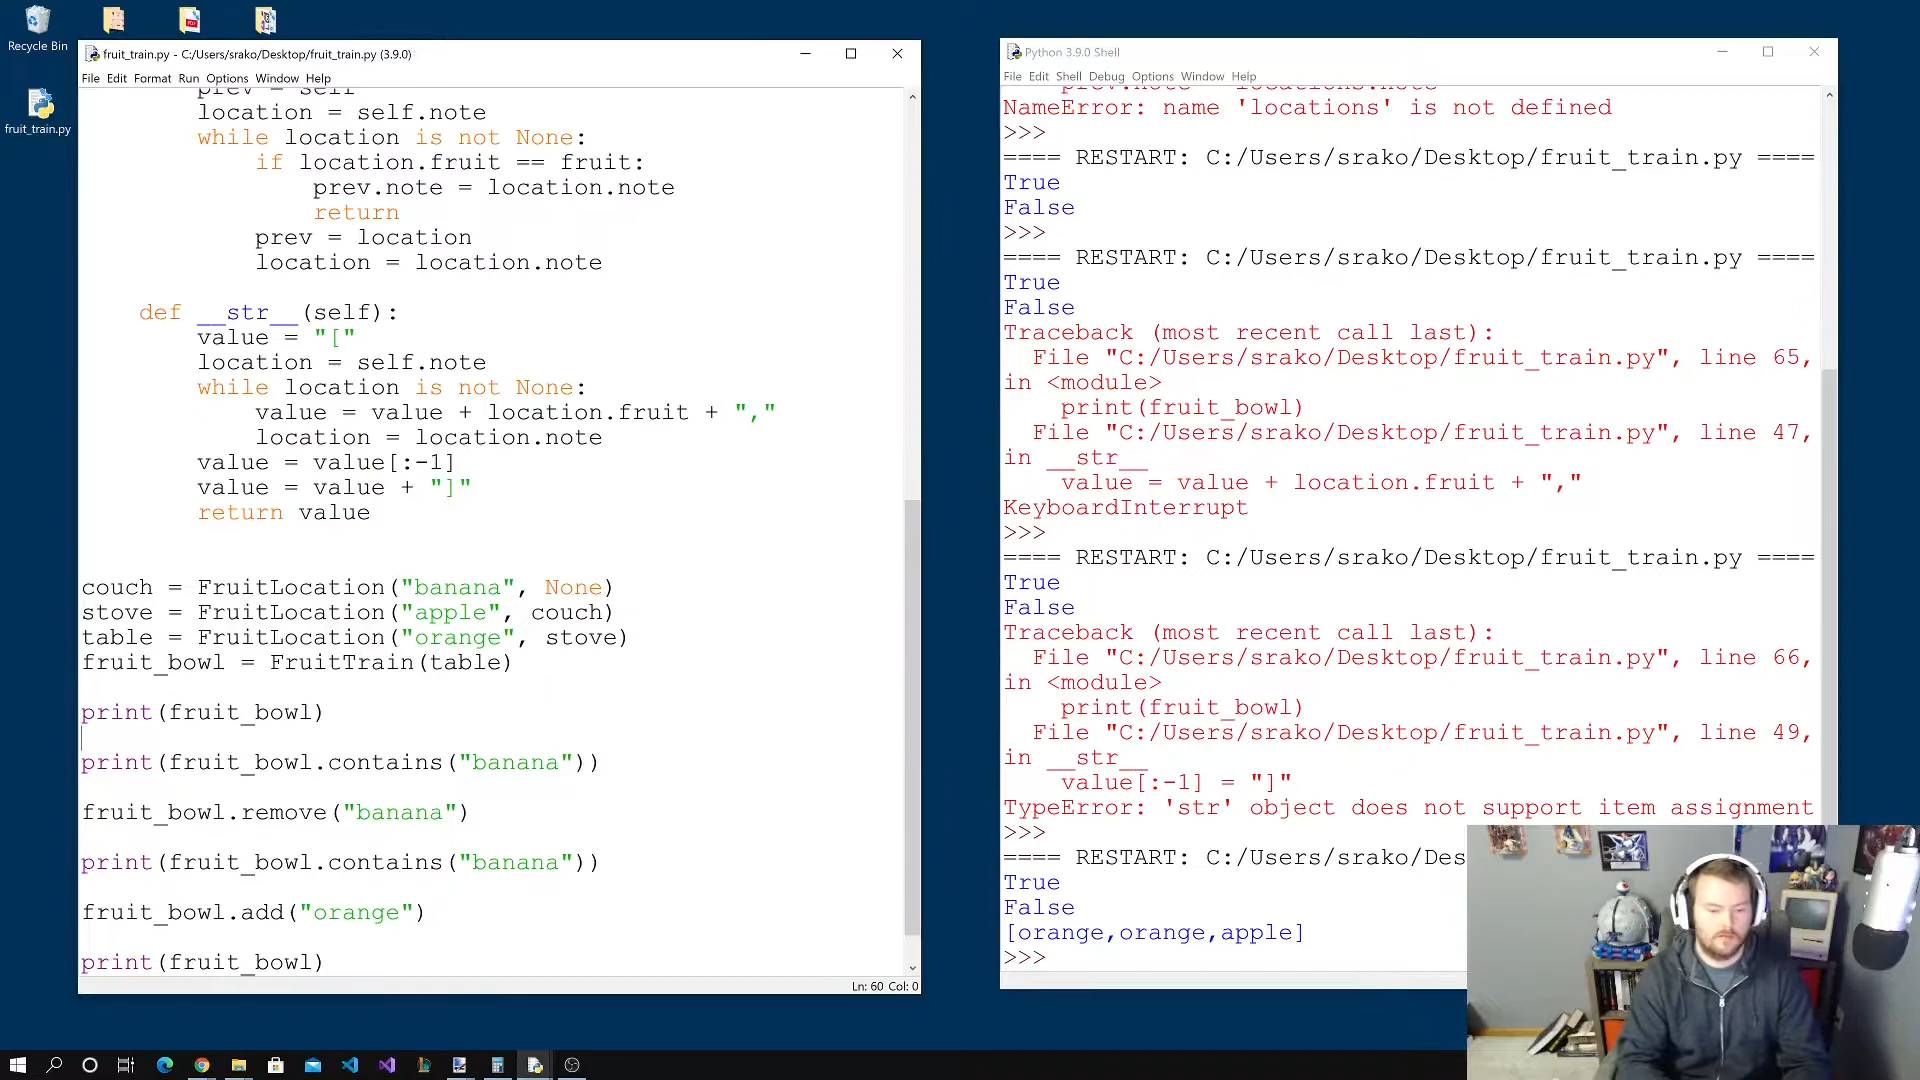 Recycle Bin
fruit_train.py
fruit_train.py - C:/Users/srako/Desktop/fruit_train.py (3.9.0)
File Edit Format Run Options Window Help
prev = self
location = self.note
while location is not None:
if location.fruit == fruit:
prev.note = location.note
return
prev = location
location = location.note
def __str__(self):
value = "["
location = self.note
while location is not None:
value = value + location.fruit + ","
location = location.note
value = value[:-1]
value = value + "]"
return value
couch = FruitLocation("banana", None)
stove = FruitLocation("apple", couch)
table = FruitLocation("orange", stove)
fruit_bowl = FruitTrain(table)
print(fruit_bowl)
print(fruit_bowl.contains("banana"))
fruit_bowl.remove("banana")
print(fruit_bowl.contains("banana"))
fruit_bowl.add("orange")
print(fruit_bowl)
Ln: 60 Col: 0
Python 3.9.0 Shell
File Edit Shell Debug Options Window Help
prev.note = locations.note
NameError: name 'locations' is not defined
>>>
==== RESTART: C:/Users/srako/Desktop/fruit_train.py ====
True
False
>>>
==== RESTART: C:/Users/srako/Desktop/fruit_train.py ====
True
False
Traceback (most recent call last):
File "C:/Users/srako/Desktop/fruit_train.py", line 65,
in <module>
print(fruit_bowl)
File "C:/Users/srako/Desktop/fruit_train.py", line 47,
in __str__
value = value + location.fruit + ","
KeyboardInterrupt
>>>
==== RESTART: C:/Users/srako/Desktop/fruit_train.py ====
True
False
Traceback (most recent call last):
File "C:/Users/srako/Desktop/fruit_train.py", line 66,
in <module>
print(fruit_bowl)
File "C:/Users/srako/Desktop/fruit_train.py", line 49,
in __str__
value[:-1] = "]"
TypeError: 'str' object does not support item assignment
>>>
==== RESTART: C:/Users/srako/Des
True
False
[orange,orange,apple]
>>>